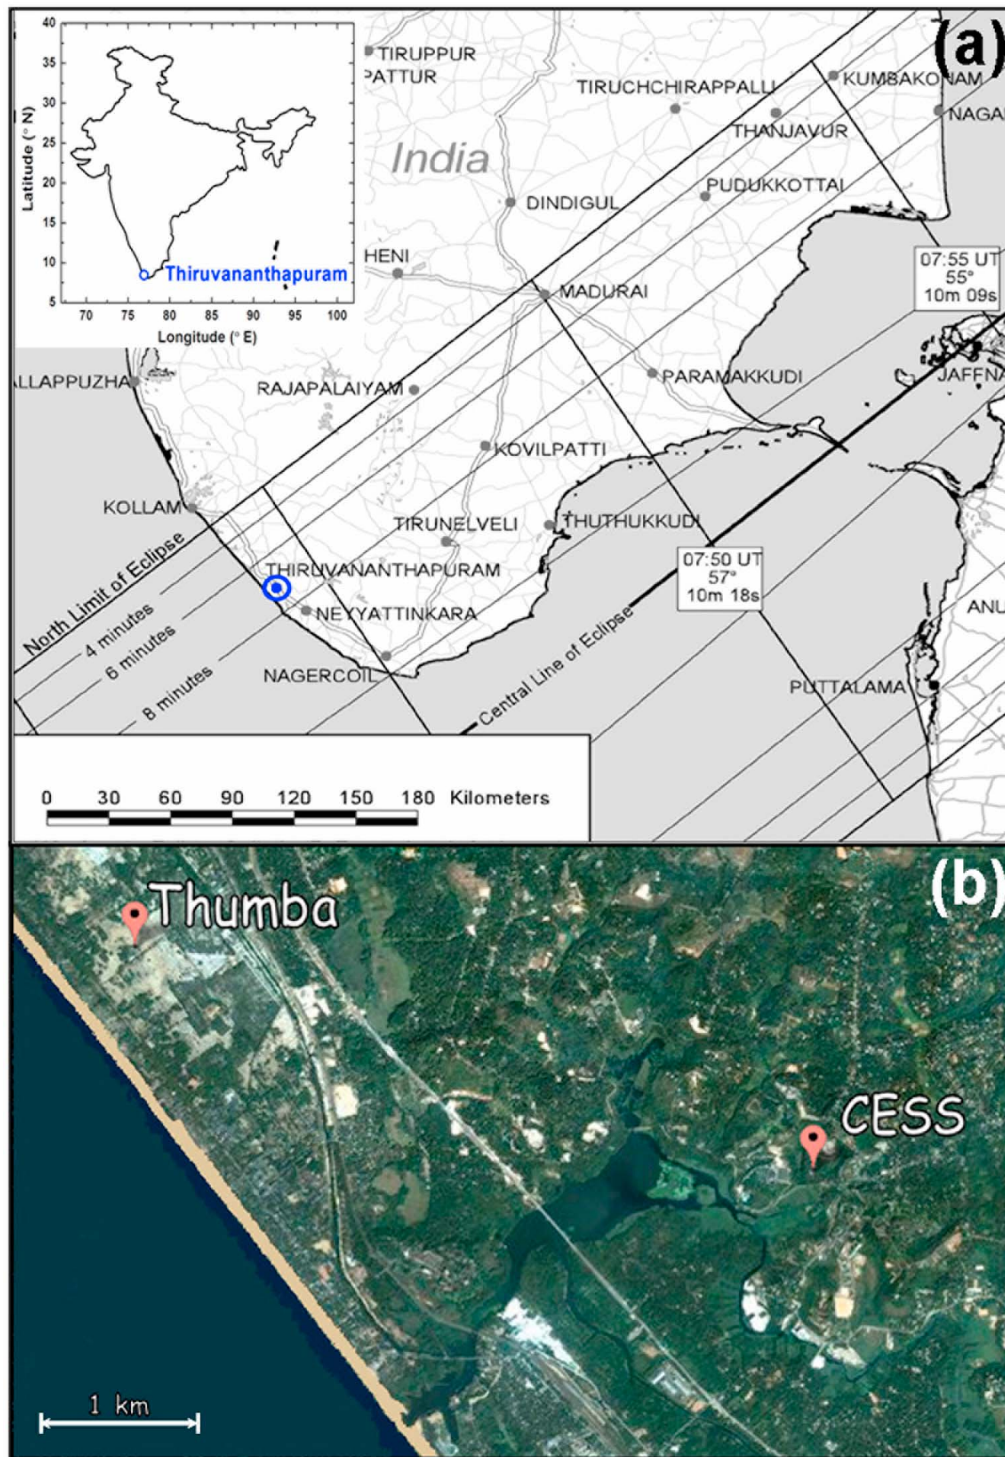 (a)
40
35
30
25
20
15
10
5
Latitude (° N)
70 75 80 85 90 95 100
Longitude (° E)
Thiruvananthapuram
TIRUPPUR
PATTUR
India
TIRUCHCHIRAPPALLI
KUMBAKONAM
THANJAVUR
NAGA
PUDUKKOTTAI
DINDIGUL
HENI
MADURAI
07:55 UT
55°
10m 09s
JAFFNA
ALLAPPUZHA
RAJAPALAIYAM
PARAMAKKUDI
KOVILPATTI
KOLLAM
TIRUNELVELI
THUTHUKKUDI
THIRUVANANTHAPURAM
NEYYATTINKARA
NAGERCOIL
07:50 UT
57°
10m 18s
ANU
PUTTALAMA
North Limit of Eclipse
4 minutes
6 minutes
8 minutes
Central Line of Eclipse
0 30 60 90 120 150 180 Kilometers
(b)
Thumba
CESS
1 km